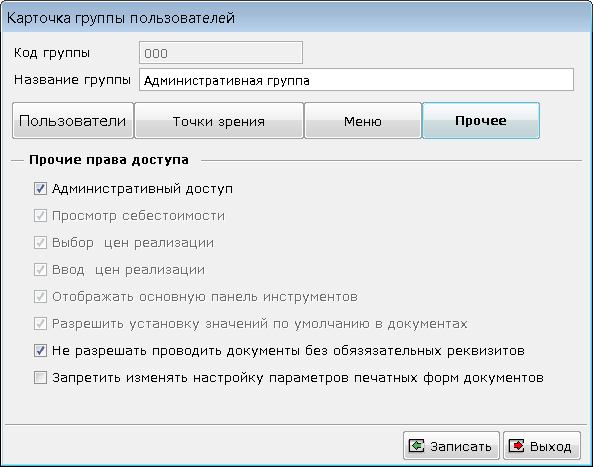 Карточка группы пользователей
Код группы 000
Название группы Административная группа
Пользователи Точки зрения Меню Прочее
Прочие права доступа
Административный доступ
Просмотр себестоимости
Выбор цен реализации
Ввод цен реализации
Отображать основную панель инструментов
Разрешить установку значений по умолчанию в документах
Не разрешать проводить документы без обязязательных реквизитов
Запретить изменять настройку параметров печатных форм документов
Записать Выход